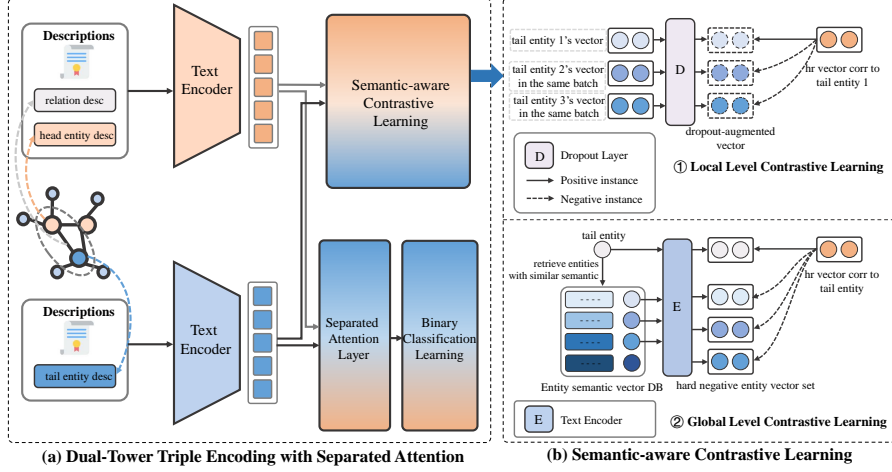 Descriptions
relation desc
head entity desc
Text
Encoder
Semantic-aware
Contrastive
Learning
Descriptions
tail entity desc
Text
Encoder
Separated
Attention
Layer
Binary
Classification
Learning
(a) Dual-Tower Triple Encoding with Separated Attention
tail entity 1's vector
tail entity 2's vector
in the same batch
tail entity 3's vector
in the same batch
D
hr vector corr to
tail entity 1
dropout-augmented
vector
D
Dropout Layer
Positive instance
Negative instance
① Local Level Contrastive Learning
tail entity
retrieve entities
with similar semantic
E
hr vector corr to
tail entity
Entity semantic vector DB
hard negative entity vector set
E
Text Encoder
② Global Level Contrastive Learning
(b) Semantic-aware Contrastive Learning